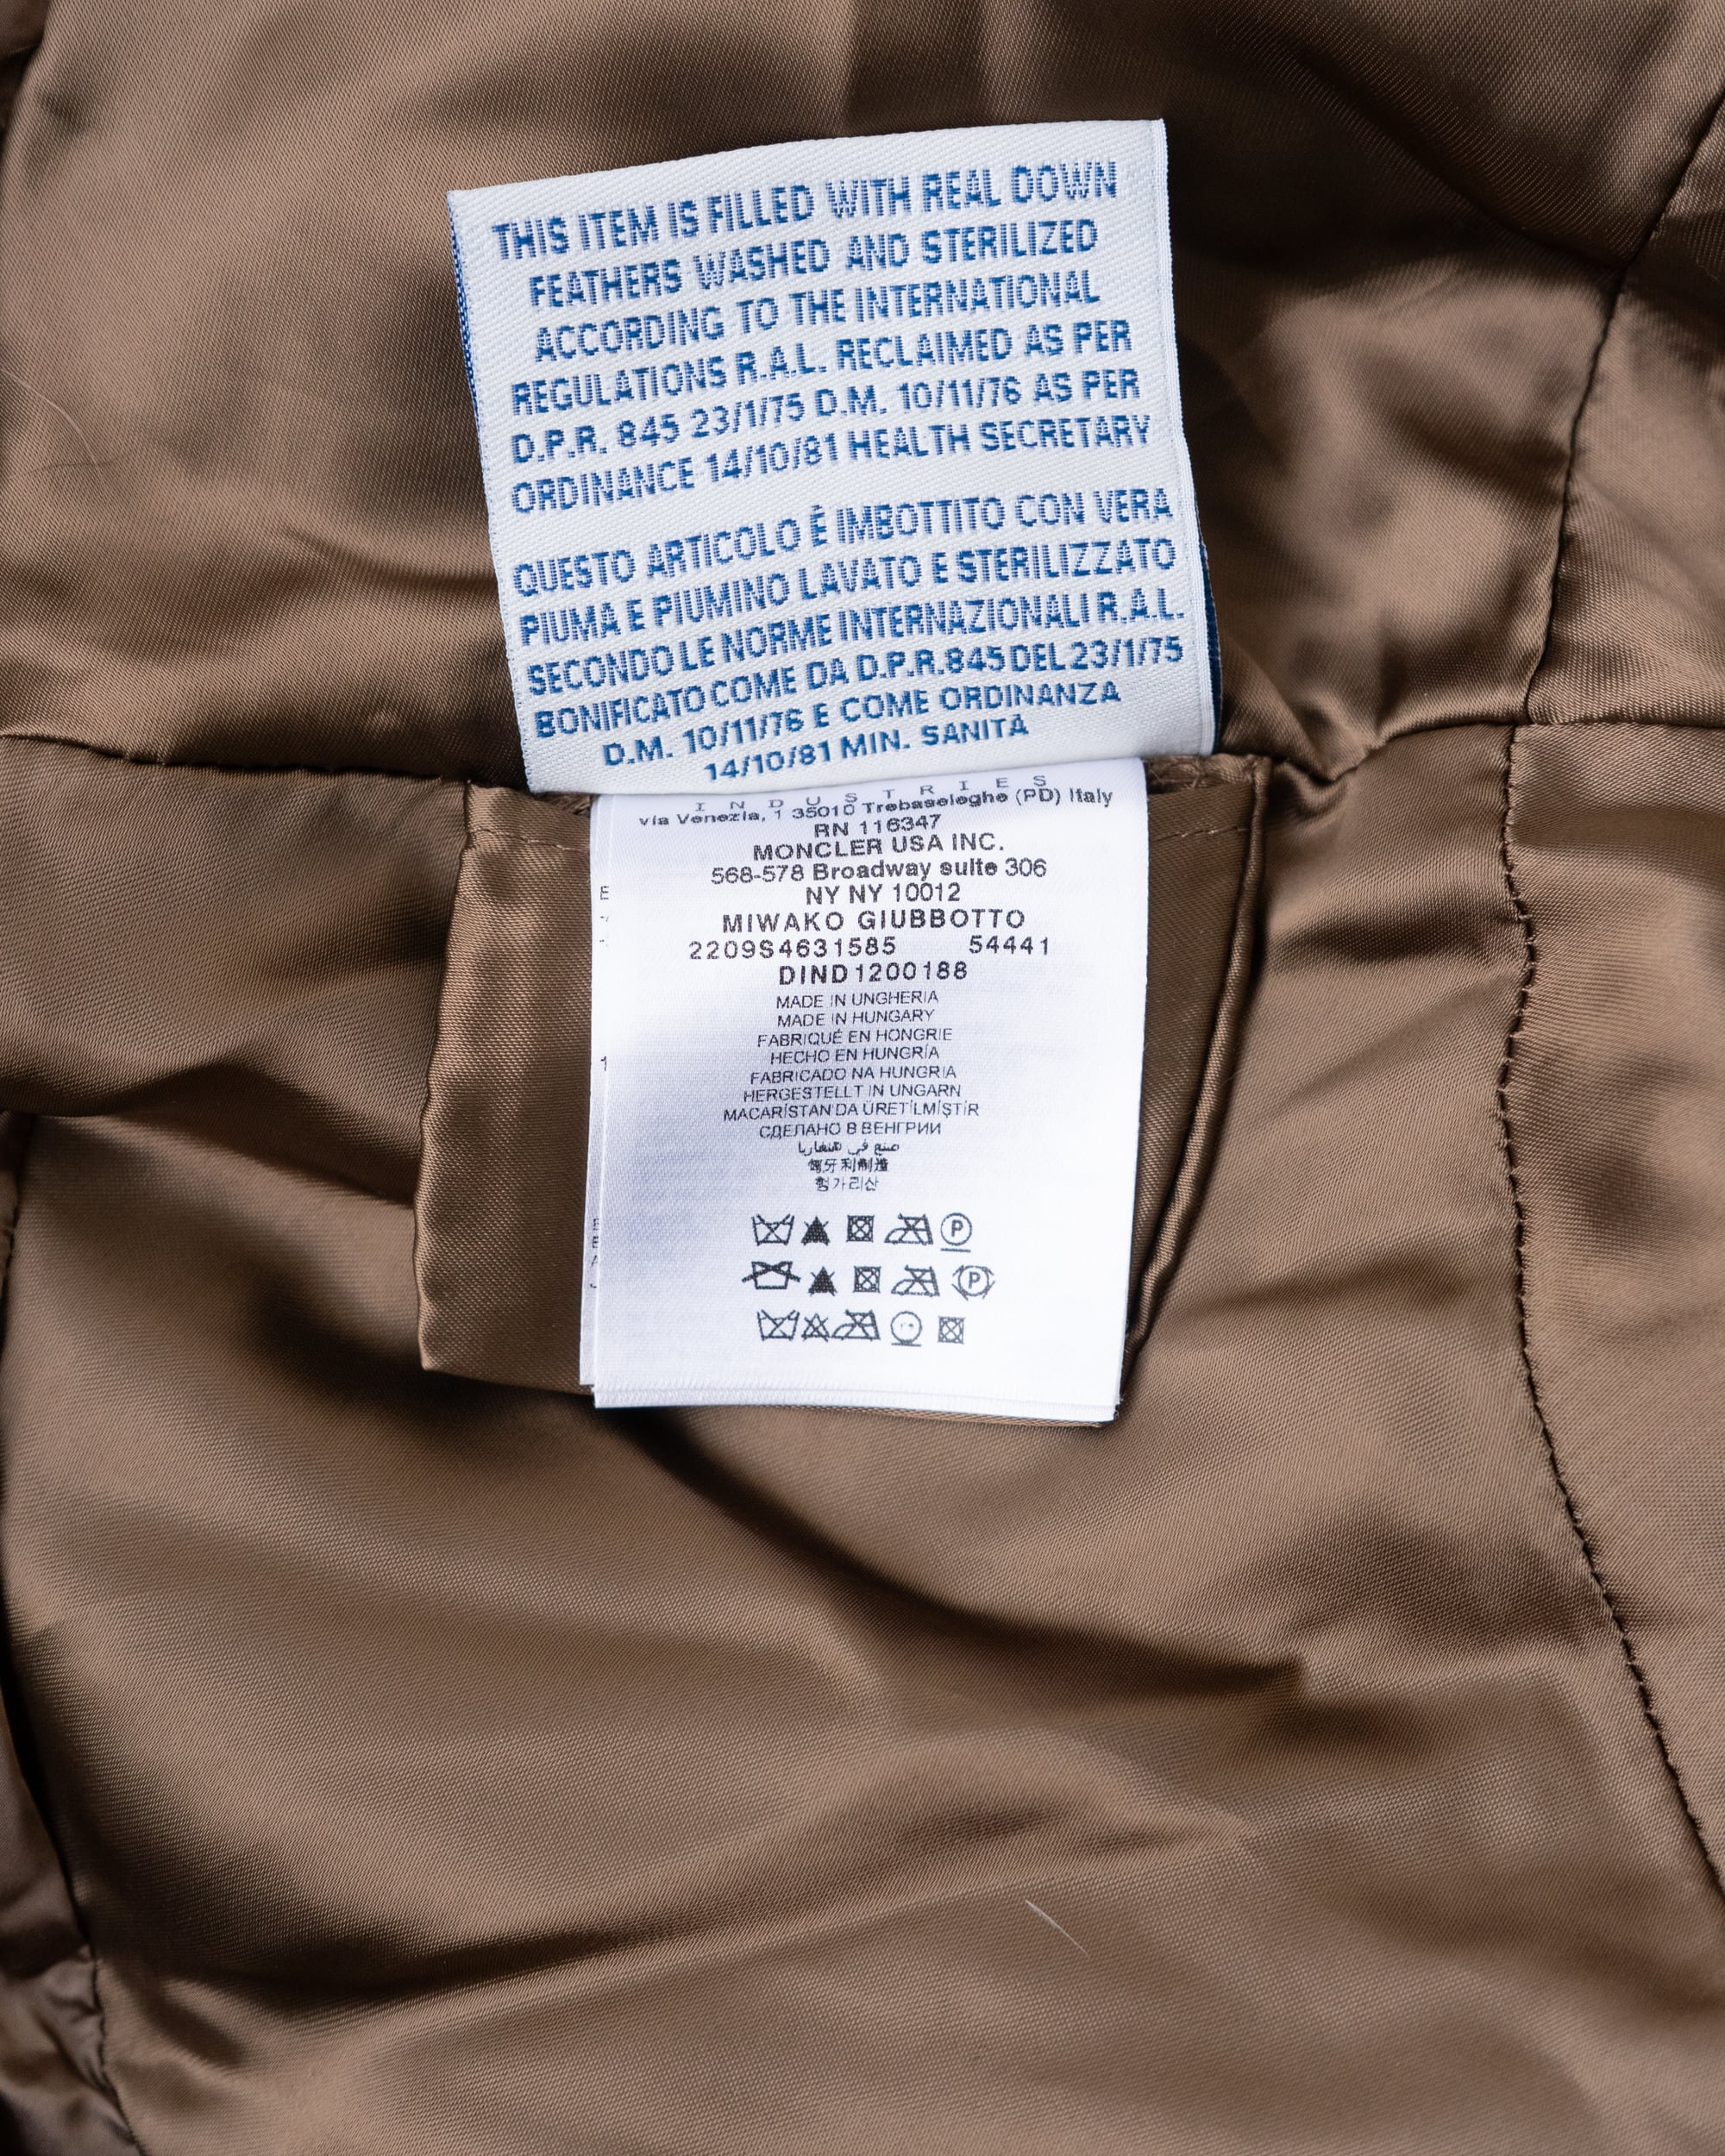 THIS ITEM IS FILLED WITH REAL DOWN
FEATHERS WASHED AND STERILIZED
ACCORDING TO THE INTERNATIONAL
REGULATIONS R.A.L. RECLAIMED AS PER
D.P.R. 845 23/1/75 D.M. 10/11/76 AS PER
ORDINANCE 14/10/81 HEALTH SECRETARY
QUESTO ARTICOLO È IMBOTTITO CON VERA
PIUMA E PIUMINO LAVATO E STERILIZZATO
SECONDO LE NORME INTERNAZIONALI R.A.L.
BONIFICATO COME DA D.P.R.845 DEL 23/1/75
D.M. 10/11/76 E COME ORDINANZA
14/10/81 MIN. SANITÀ
INDUSTRIES
via Venezia, 1 35010 Trebaseleghe (PD) Italy
RN 116347
MONCLER USA INC.
568-578 Broadway suite 306
NY NY 10012
MIWAKO GIUBBOTTO
2209S4631585 54441
DIND1200188
MADE IN UNGHERIA
MADE IN HUNGARY
FABRIQUÉ EN HONGRIE
HECHO EN HUNGRÍA
FABRICADO NA HUNGRIA
HERGESTELLT IN UNGARN
MACARİSTAN'DA ÜRETİLMİŞTİR
СДЕЛАНО В ВЕНГРИИ
صنع في هنغاريا
匈牙利制造
헝가리산
P
P